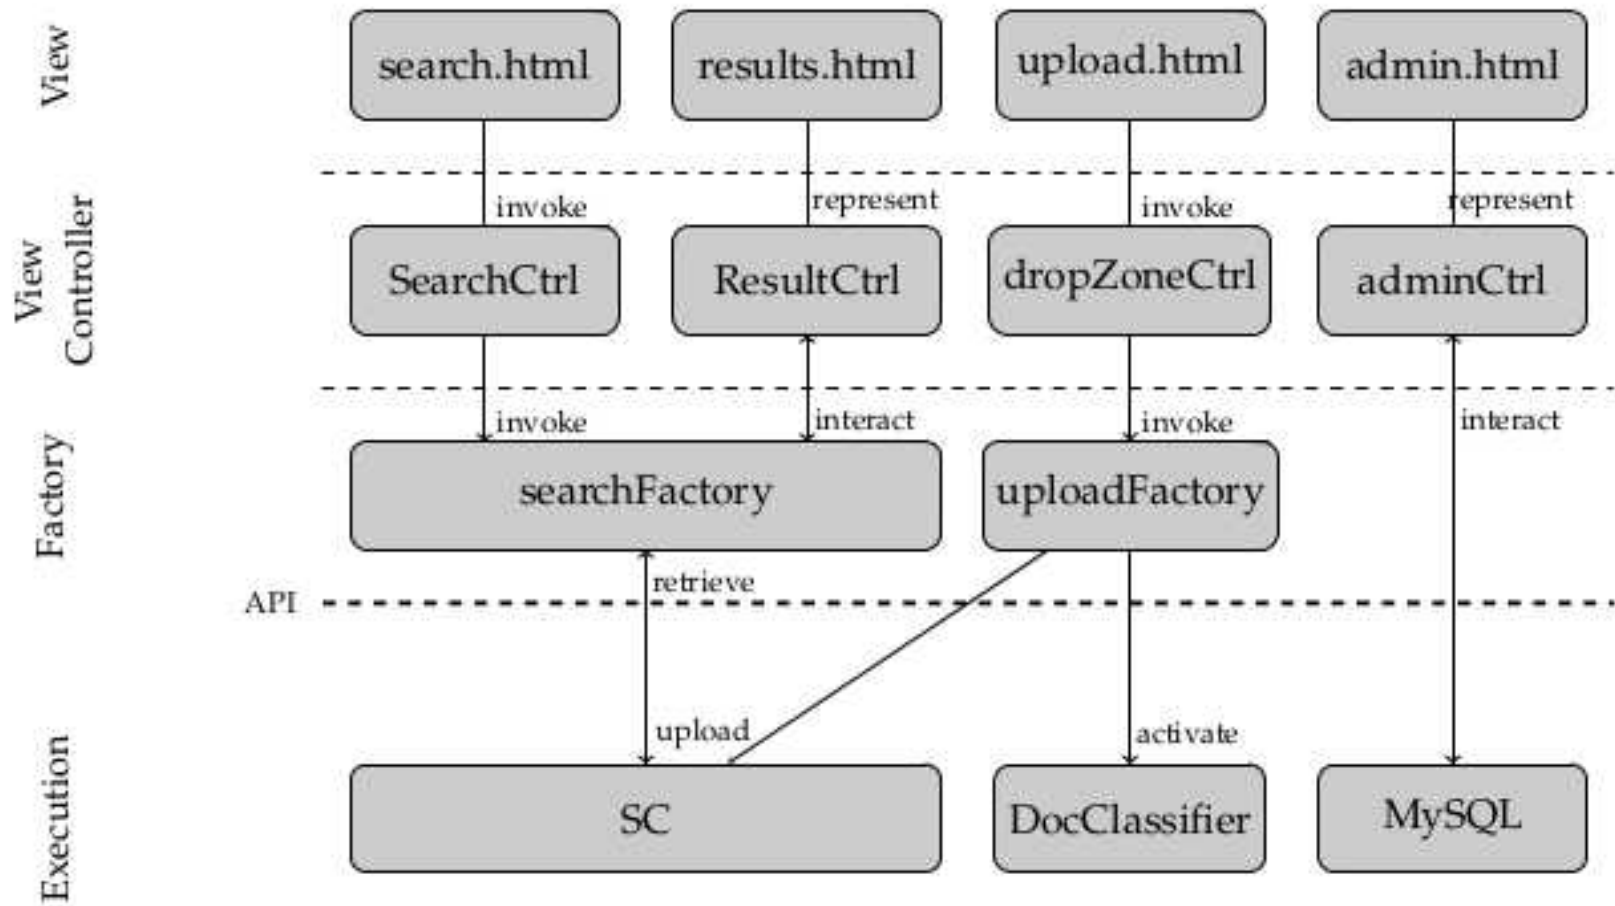 View
search.html
results.html
upload.html
admin.html
invoke
represent
invoke
represent
View
Controller
SearchCtrl
ResultCtrl
dropZoneCtrl
adminCtrl
invoke
interact
invoke
interact
Factory
searchFactory
uploadFactory
retrieve
API
upload
activate
Execution
SC
DocClassifier
MySQL